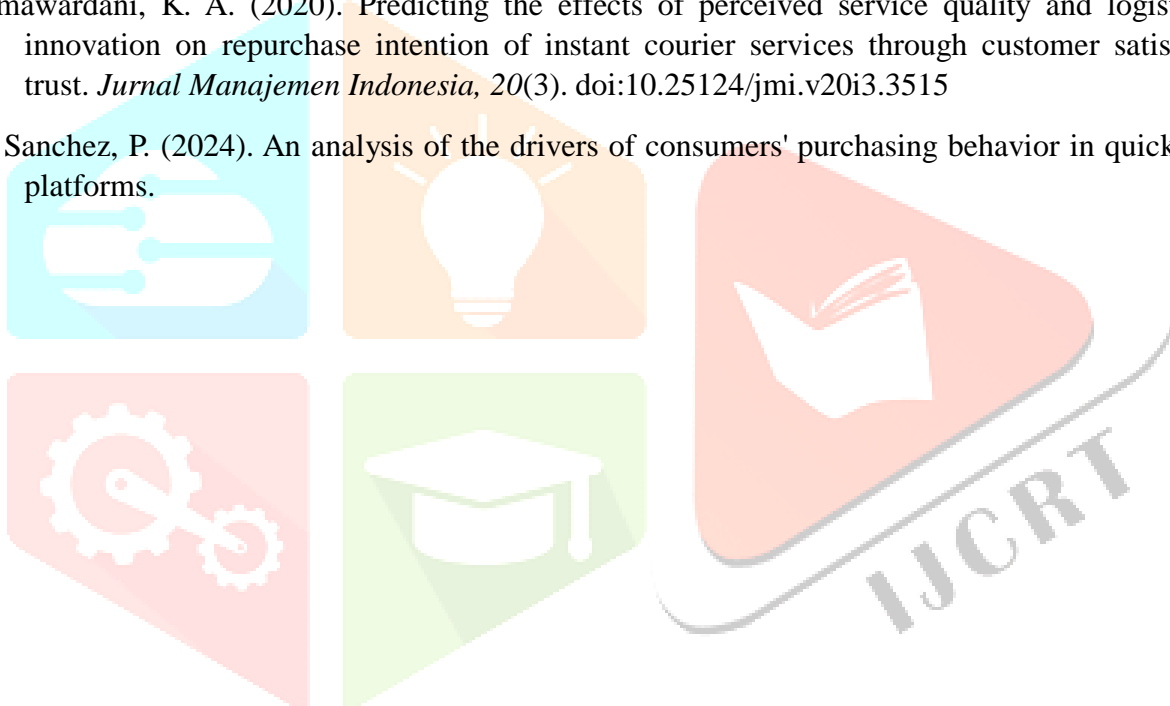 mawardani, K. A. (2020). Predicting the effects of perceived service quality and logist
innovation on repurchase intention of instant courier services through customer satis
trust. Jurnal Manajemen Indonesia, 20(3). doi:10.25124/jmi.v20i3.3515
Sanchez, P. (2024). An analysis of the drivers of consumers' purchasing behavior in quick
platforms.
IJCRT